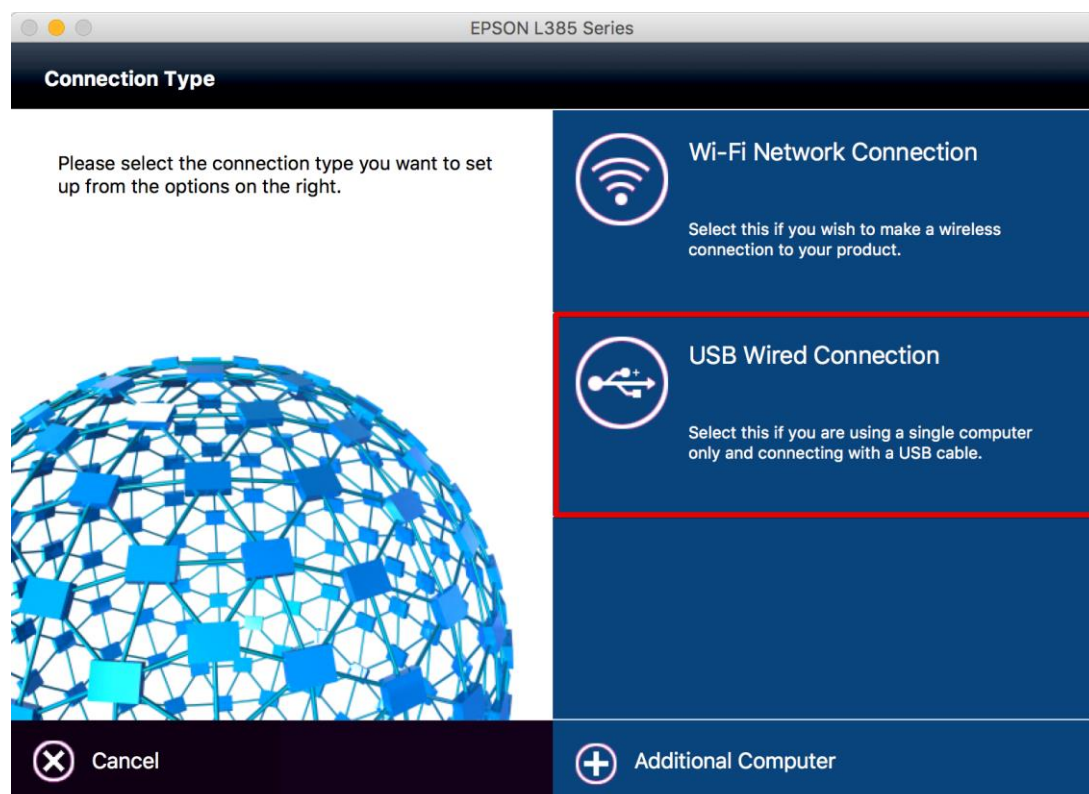 EPSON L385 Series
Connection Type
Please select the connection type you want to set
up from the options on the right.
Wi-Fi Network Connection
Select this if you wish to make a wireless
connection to your product.
USB Wired Connection
Select this if you are using a single computer
only and connecting with a USB cable.
Cancel
Additional Computer